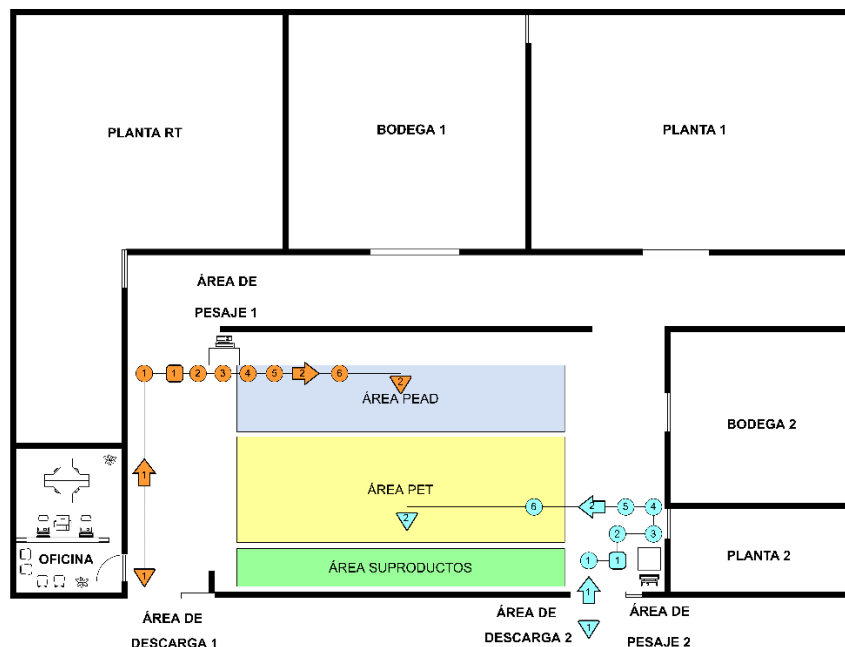 PLANTA RT
BODEGA 1
PLANTA 1
ÁREA DE
PESAJE 1
1
1
2
3
4
5
2
6
2
ÁREA PEAD
BODEGA 2
1
ÁREA PET
2
6
2
5
4
2
3
OFICINA
1
1
PLANTA 2
ÁREA SUPRODUCTOS
1
1
ÁREA DE
DESCARGA 1
ÁREA DE
DESCARGA 2
1
ÁREA DE
PESAJE 2